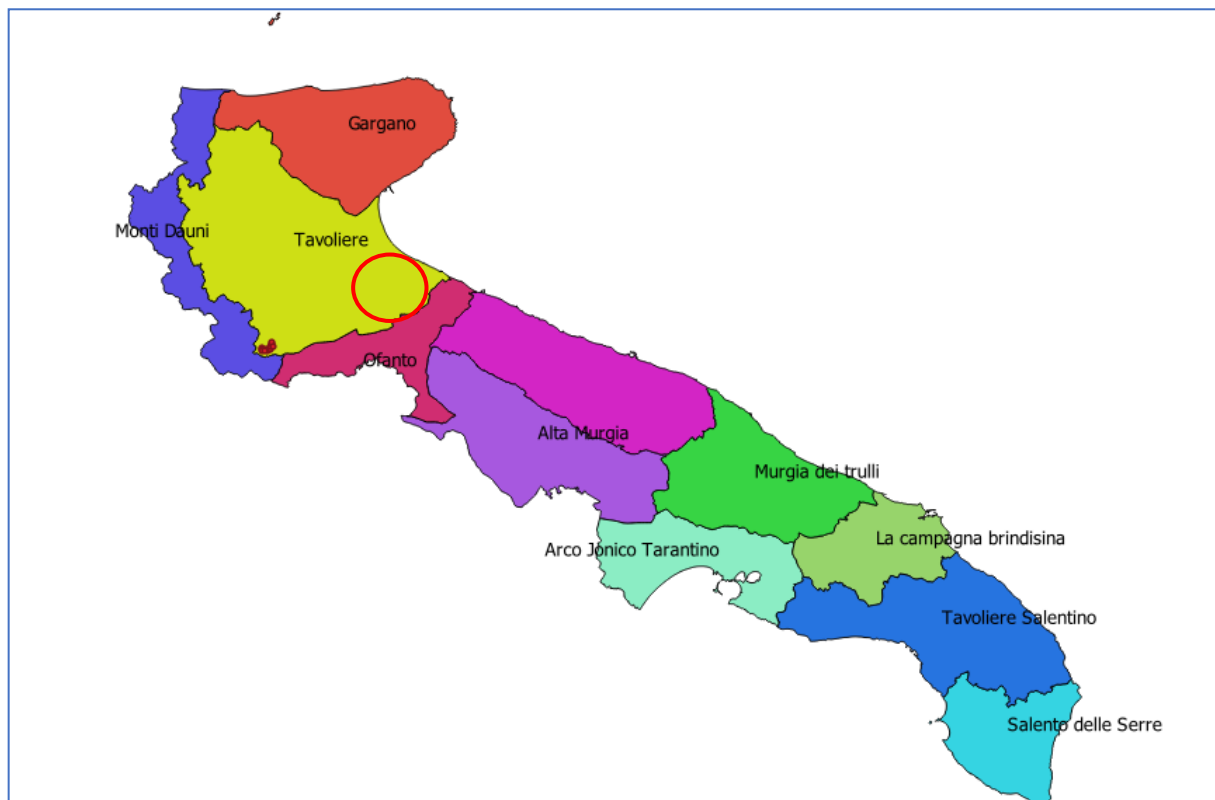 Gargano
Monti Dauni
Tavoliere
Ofanto
Alta Murgia
Murgia dei trulli
La campagna brindisina
Arco Jonico Tarantino
Tavoliere Salentino
Salento delle Serre